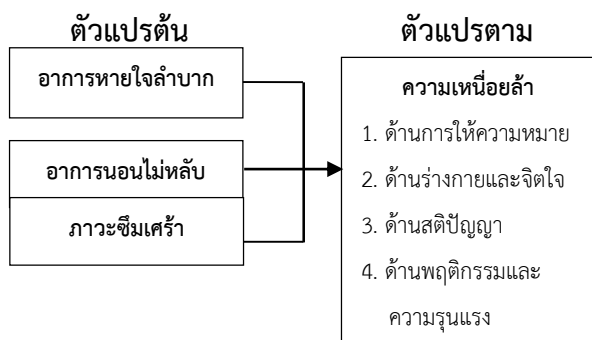 ตัวแปรต้น
อาการหายใจลำบาก
อาการนอนไม่หลับ
ภาวะซึมเศร้า
ตัวแปรตาม
ความเหนื่อยล้า
1. ด้านการให้ความหมาย
2. ด้านร่างกายและจิตใจ
3. ด้านสติปัญญา
4. ด้านพฤติกรรมและ
ความรุนแรง